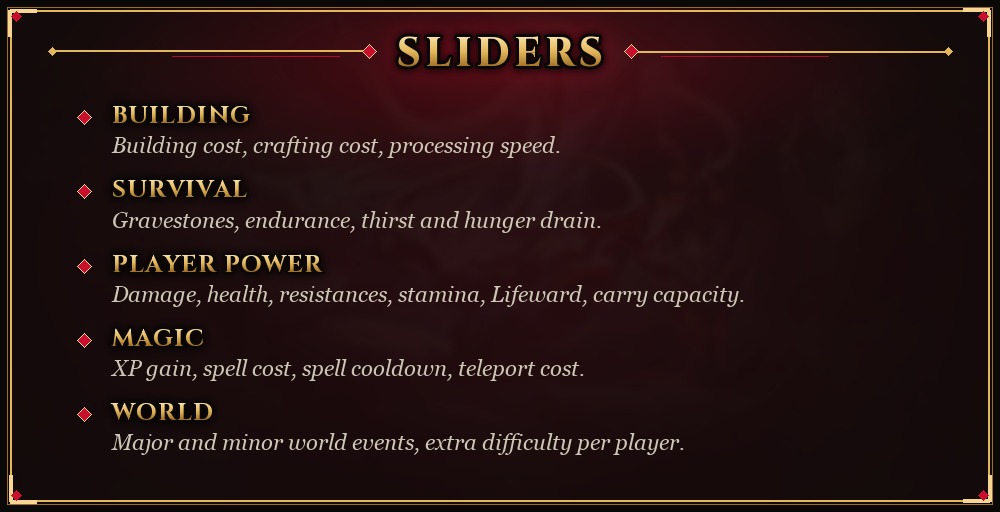 SLIDERS
BUILDING
Building cost, crafting cost, processing speed.
SURVIVAL
Gravestones, endurance, thirst and hunger drain.
PLAYER POWER
Damage, health, resistances, stamina, Lifeward, carry capacity.
MAGIC
XP gain, spell cost, spell cooldown, teleport cost.
WORLD
Major and minor world events, extra difficulty per player.